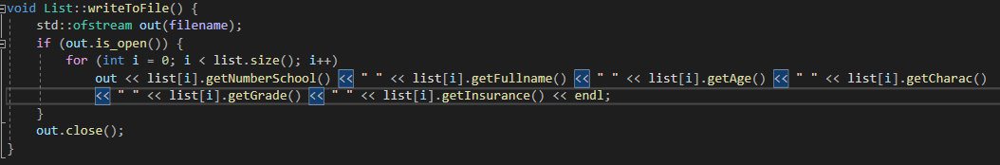 void List::writeToFile() {
std::ofstream out(filename);
if (out.is_open()) {
for (int i = 0; i < list.size(); i++)
out << list[i].getNumberSchool() << " " << list[i].getFullname() << " " << list[i].getAge() << " " << list[i].getCharac()
<< " " << list[i].getGrade() << " " << list[i].getInsurance() << endl;
}
out.close();
}